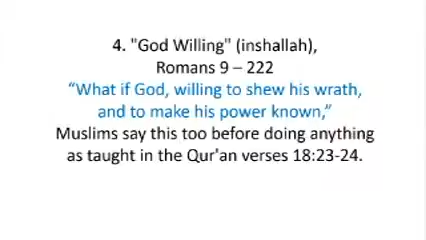 4. "God Willing" (inshallah),
Romans 9 – 222
“What if God, willing to shew his wrath,
and to make his power known,”
Muslims say this too before doing anything
as taught in the Qur'an verses 18:23-24.